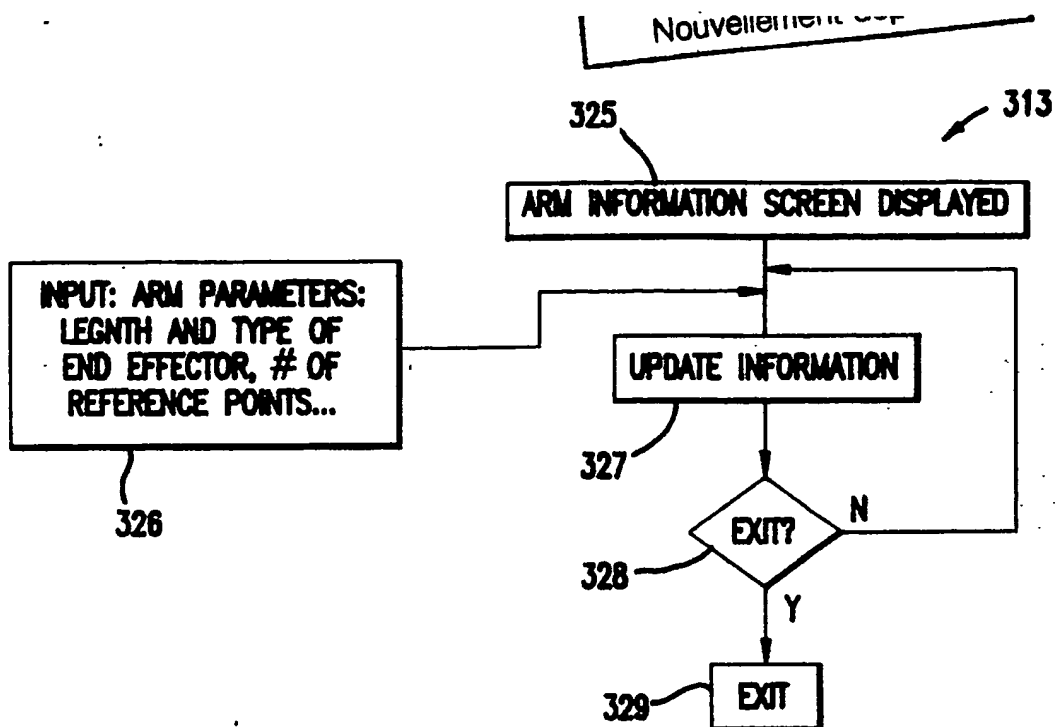 Nouvellement
313
325
ARM INFORMATION SCREEN DISPLAYED
INPUT: ARM PARAMETERS:
LEGNTH AND TYPE OF
END EFFECTOR, # OF
REFERENCE POINTS...
326
UPDATE INFORMATION
327
EXIT?
N
328
Y
EXIT
329